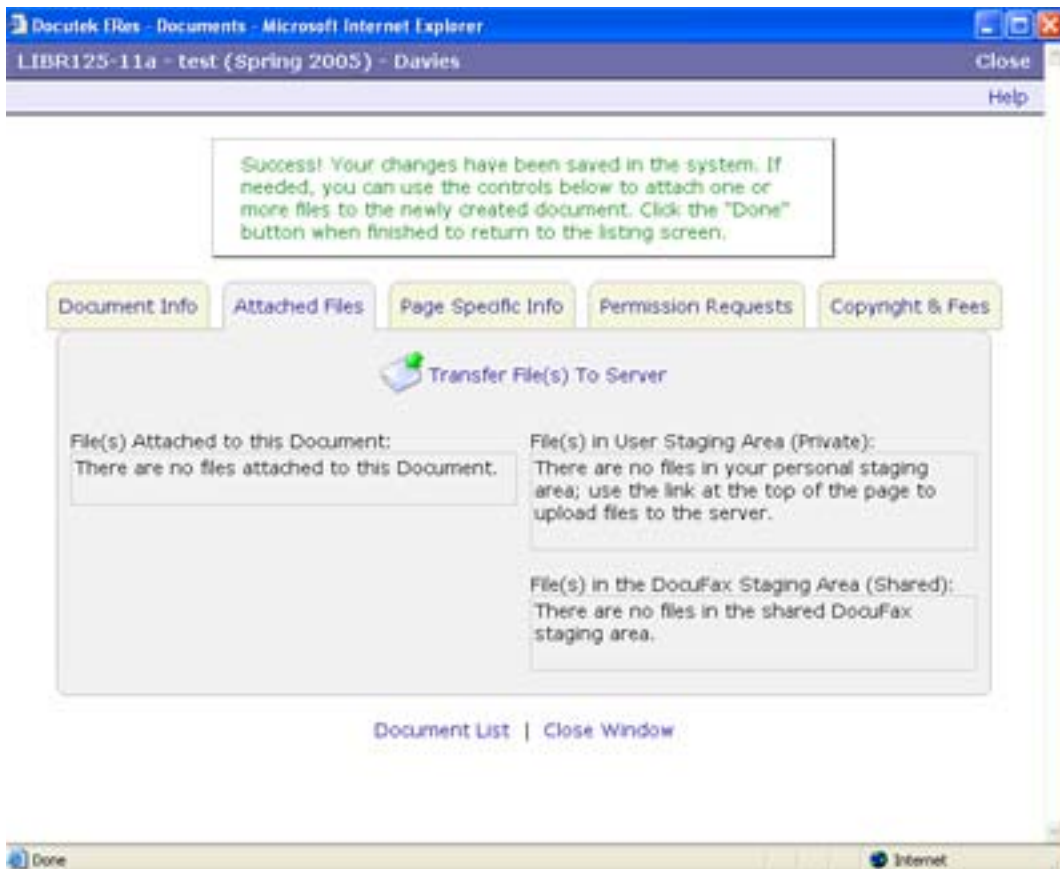 Docutek ERes - Documents - Microsoft Internet Explorer
LIBR125-11a - test (Spring 2005) - Davies
Close
Help
Success! Your changes have been saved in the system. If
needed, you can use the controls below to attach one or
more files to the newly created document. Click the "Done"
button when finished to return to the listing screen.
Document Info
Attached Files
Page Specific Info
Permission Requests
Copyright & Fees
Transfer File(s) To Server
File(s) Attached to this Document:
There are no files attached to this Document.
File(s) in User Staging Area (Private):
There are no files in your personal staging
area; use the link at the top of the page to
upload files to the server.
File(s) in the DocuFax Staging Area (Shared):
There are no files in the shared DocuFax
staging area.
Document List | Close Window
Done
Internet